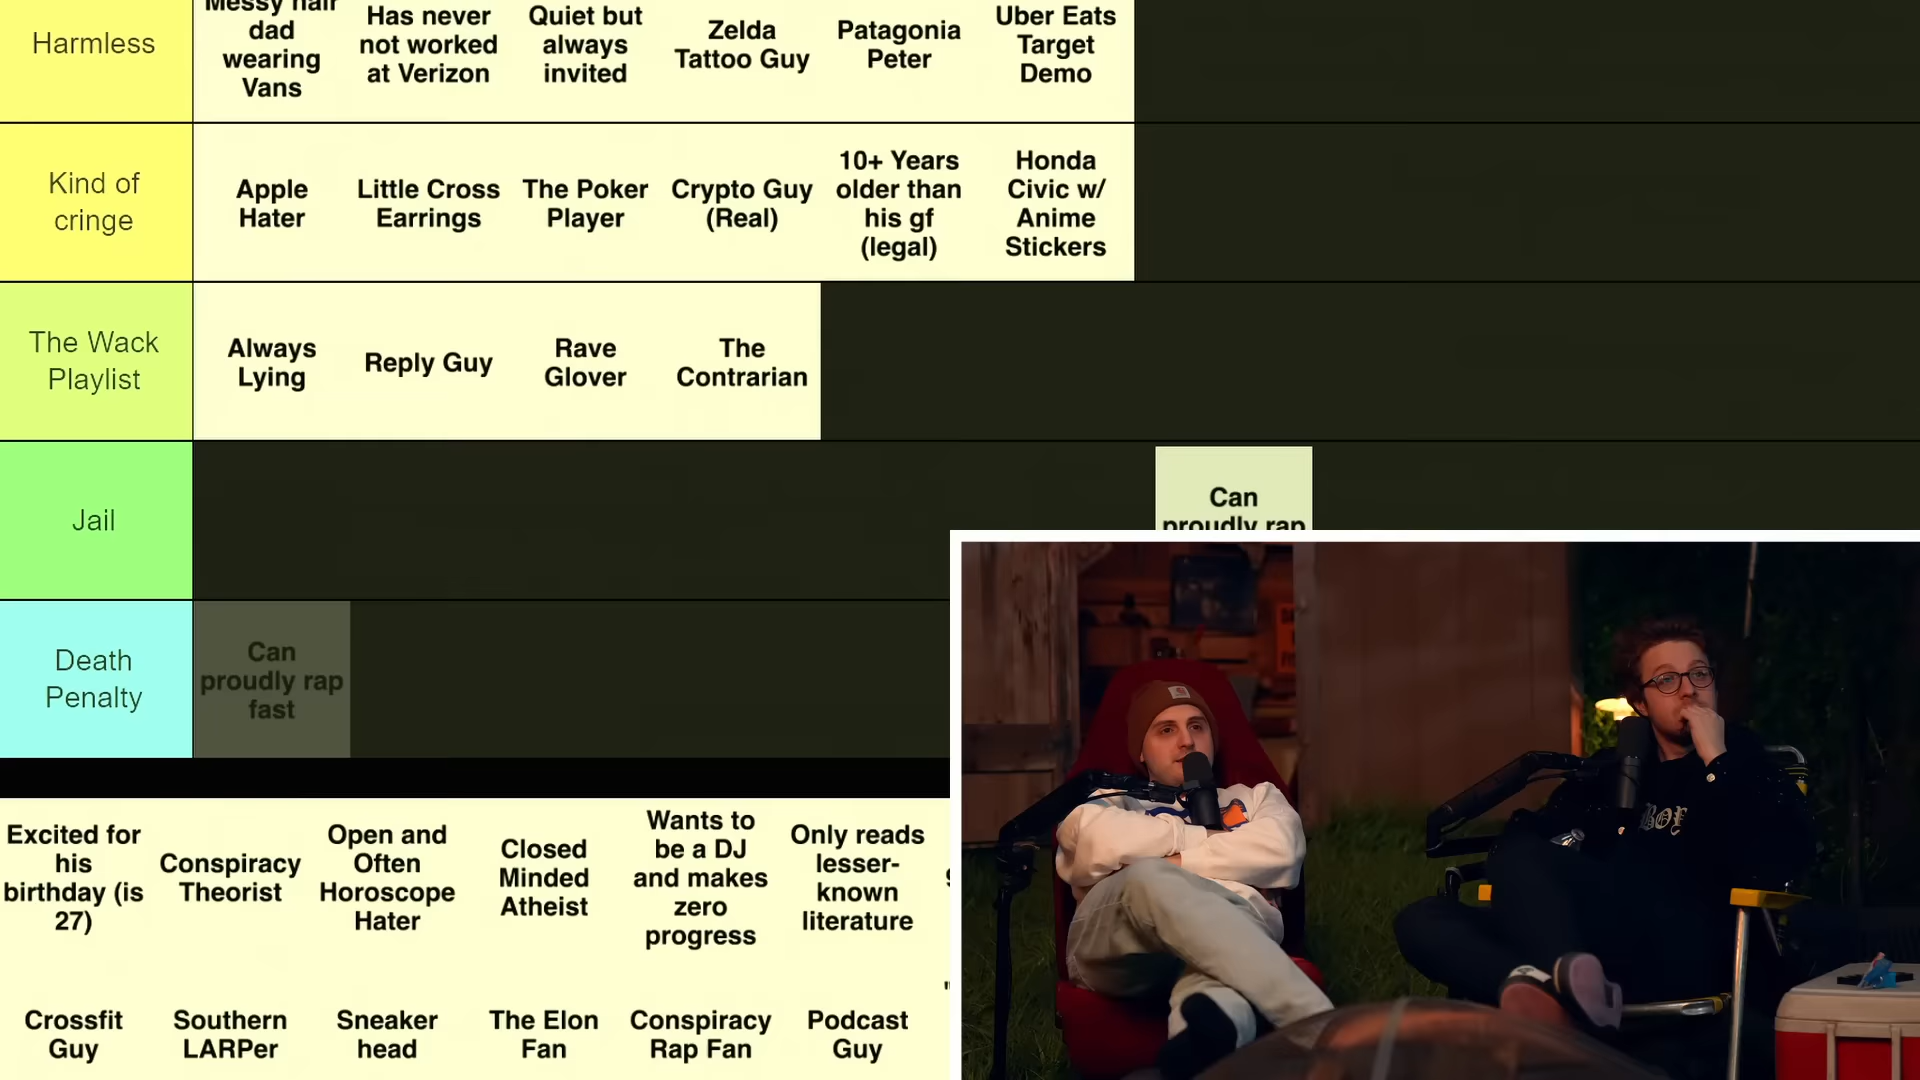 Harmless
Messy hair
dad
wearing
Vans
Has never
not worked
at Verizon
Quiet but
always
invited
Zelda
Tattoo Guy
Patagonia
Peter
Uber Eats
Target
Demo
Kind of
cringe
Apple
Hater
Little Cross
Earrings
The Poker
Player
Crypto Guy
(Real)
10+ Years
older than
his gf
(legal)
Honda
Civic w/
Anime
Stickers
The Wack
Playlist
Always
Lying
Reply Guy
Rave
Glover
The
Contrarian
Jail
Can
proudly rap
Death
Penalty
Can
proudly rap
fast
Excited for
his
birthday (is
27)
Conspiracy
Theorist
Open and
Often
Horoscope
Hater
Closed
Minded
Atheist
Wants to
be a DJ
and makes
zero
progress
Only reads
lesser-
known
literature
Crossfit
Guy
Southern
LARPer
Sneaker
head
The Elon
Fan
Conspiracy
Rap Fan
Podcast
Guy